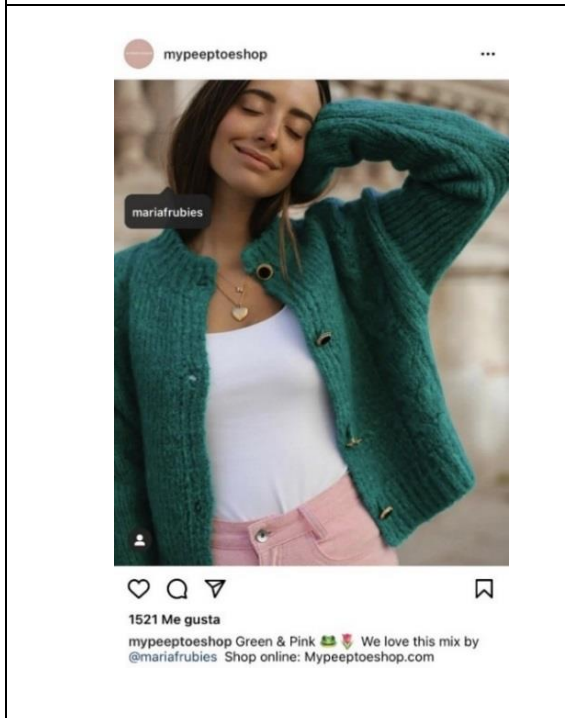 mypeeptoeshop
mariafrubies
1521 Me gusta
mypeeptoeshop Green & Pink 🐸🌷 We love this mix by
@mariafrubies Shop online: Mypeeptoeshop.com